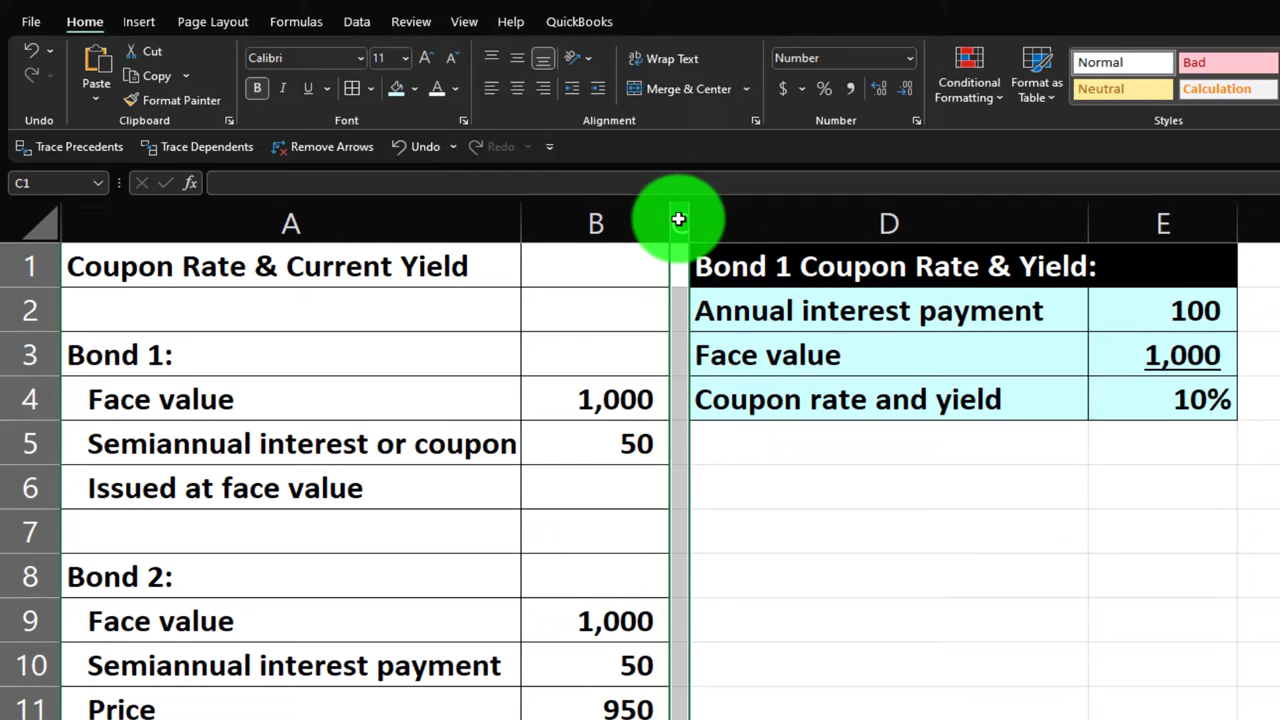 File Home Insert Page Layout Formulas Data Review View Help QuickBooks
Paste
Cut
Copy
Format Painter
Calibri 11 A A
B I U A
Wrap Text
Merge & Center
Number
$ % 9
Conditional Formatting
Format as Table
Normal Bad
Neutral Calculation
Undo Clipboard Font Alignment Number Styles
Trace Precedents Trace Dependents Remove Arrows Undo Redo
C1 fx
A B C D E
1 Coupon Rate & Current Yield Bond 1 Coupon Rate & Yield:
2 Annual interest payment 100
3 Bond 1: Face value 1,000
4 Face value 1,000 Coupon rate and yield 10%
5 Semiannual interest or coupon 50
6 Issued at face value
7
8 Bond 2:
9 Face value 1,000
10 Semiannual interest payment 50
11 Price 950